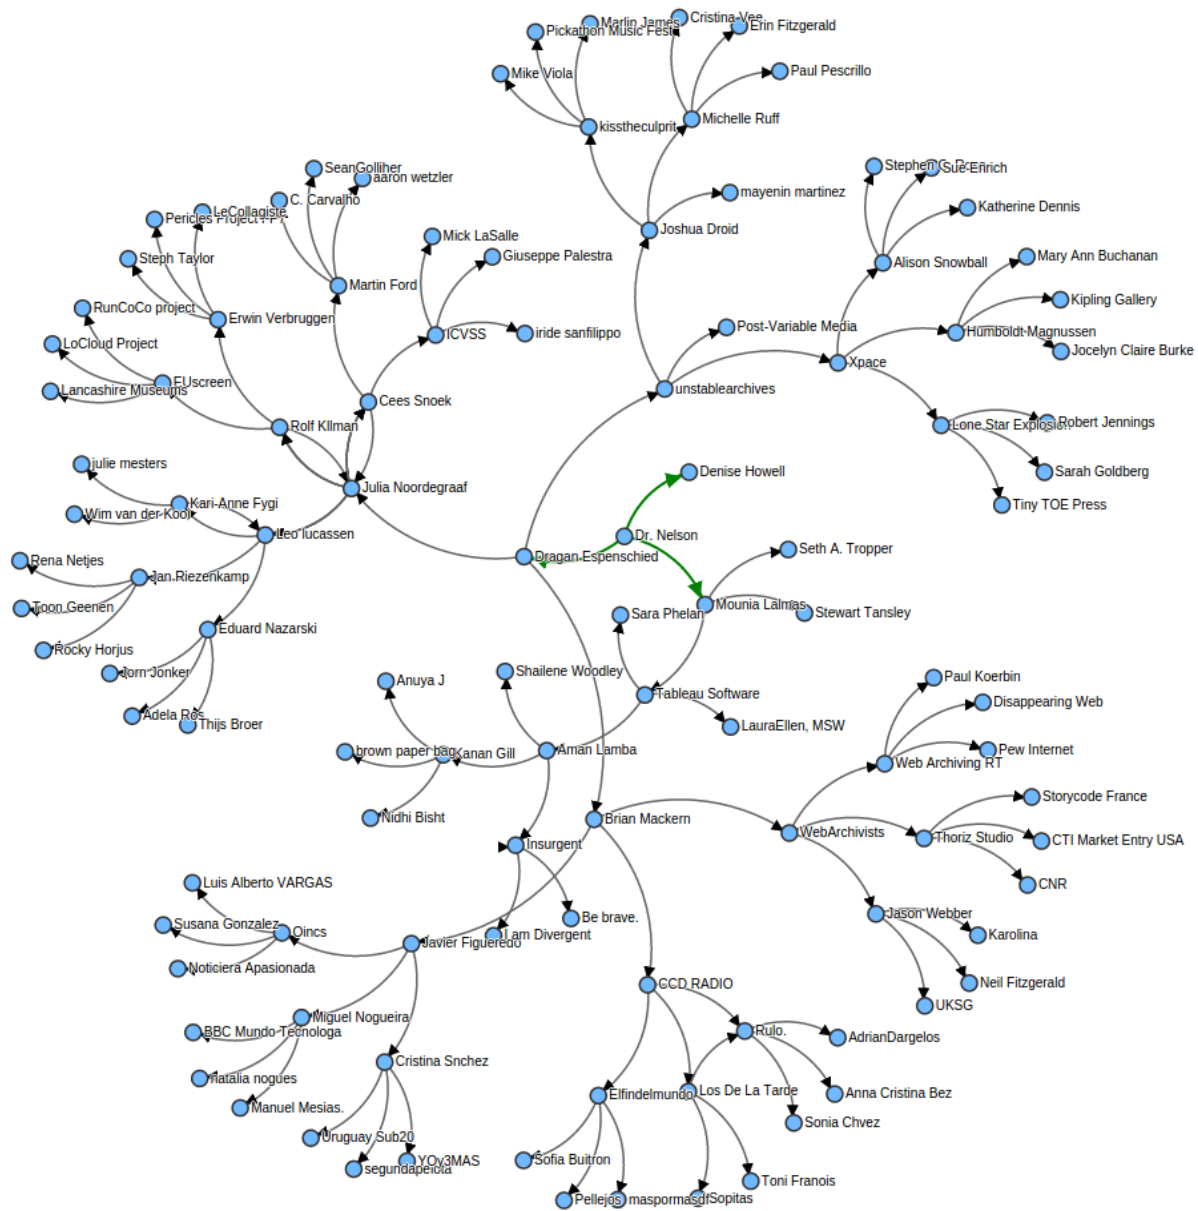 Marlin James
Cristina Vee
Pickathon Music Fest
Erin Fitzgerald
Mike Viola
Paul Pescrillo
kisstheculprit
Michelle Ruff
SeanGolliher
aaron wetzler
Sue Enrich
mayenin martinez
C. Carvalho
LeCollagiste
Katherine Dennis
Joshua Droid
Mick LaSalle
Steph Taylor
Giuseppe Palestra
Mary Ann Buchanan
Alison Snowball
Martin Ford
Kipling Gallery
RunCoCo project
Erwin Verbruggen
Post-Variable Media
ICVSS
iride sanfilippo
Humboldt Magnussen
LoCloud Project
Jocelyn Claire Burke
Xpace
EUscreen
Lancashire Museums
unstablearchives
Cees Snoek
Rolf Kllman
Robert Jennings
julie mesters
Denise Howell
Sarah Goldberg
Julia Noordegraaf
Kari-Anne Fygi
Tiny TOE Press
Wim van der Kooj
Leo lucassen
Dr. Nelson
Seth A. Tropper
Dragan Espenschied
Rena Netjes
Jan Riezenkamp
Mounia Lalmas
Toon Geenen
Sara Phelan
Stewart Tansley
Eduard Nazarski
Rocky Horjus
Jorn Jonker
Shailene Woodley
Paul Koerbin
Anuya J
Tableau Software
Disappearing Web
Adela Ros
Thijs Broer
LauraEllen, MSW
brown paper bag
Kanan Gill
Aman Lamba
Pew Internet
Web Archiving RT
Storycode France
Nidhi Bisht
Brian Mackern
WebArchivists
Thoriz Studio
CTI Market Entry USA
Insurgent
Luis Alberto VARGAS
CNR
Susana Gonzalez
Oincs
Be brave.
Jason Webber
I am Divergent
Karolina
Javier Figueredo
Noticiera Apasionada
CCD RADIO
Neil Fitzgerald
UKSG
Miguel Nogueira
BBC Mundo Tecnologa
Rulo.
AdrianDargelos
Cristina Snchez
natalia nogues
Los De La Tarde
Anna Cristina Bez
Elfindelmundo
Manuel Mesias.
Sonia Chvez
Uruguay Sub20
Sofia Buitron
YOy3MAS
segundapelota
Toni Franois
Pellejos
maspormasdf
Sopitas